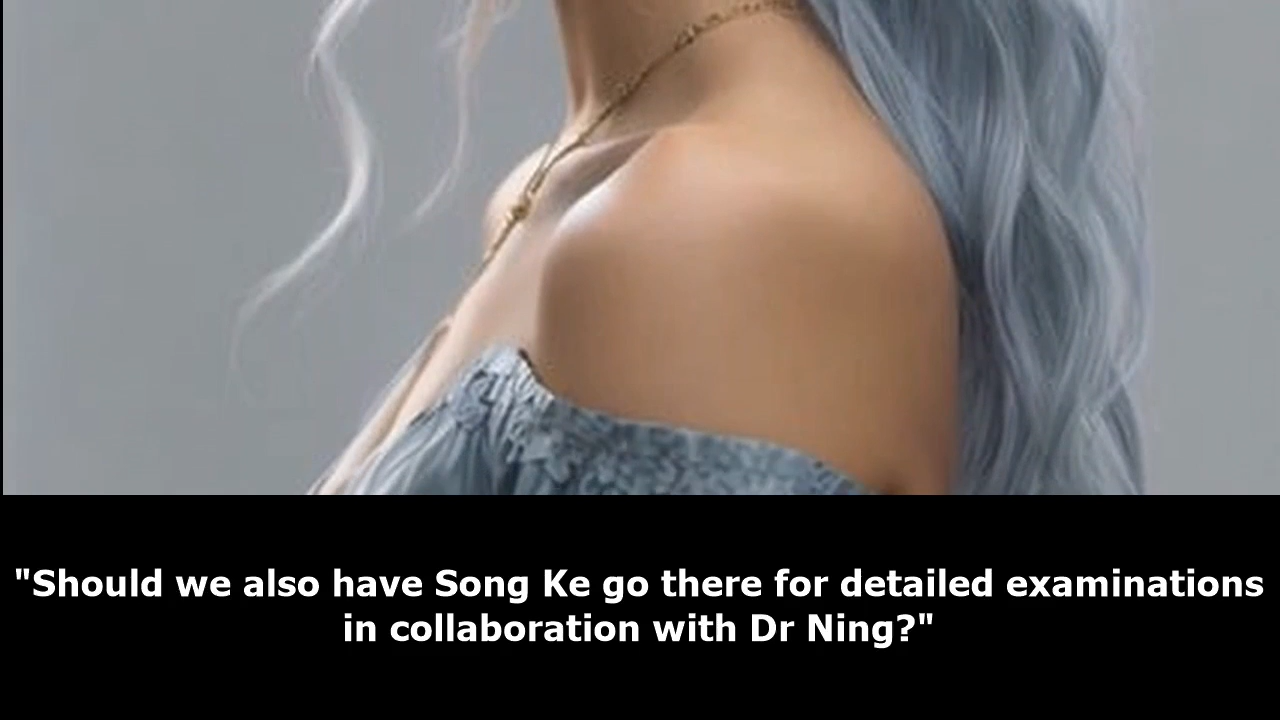 "Should we also have Song Ke go there for detailed examinations
in collaboration with Dr Ning?"